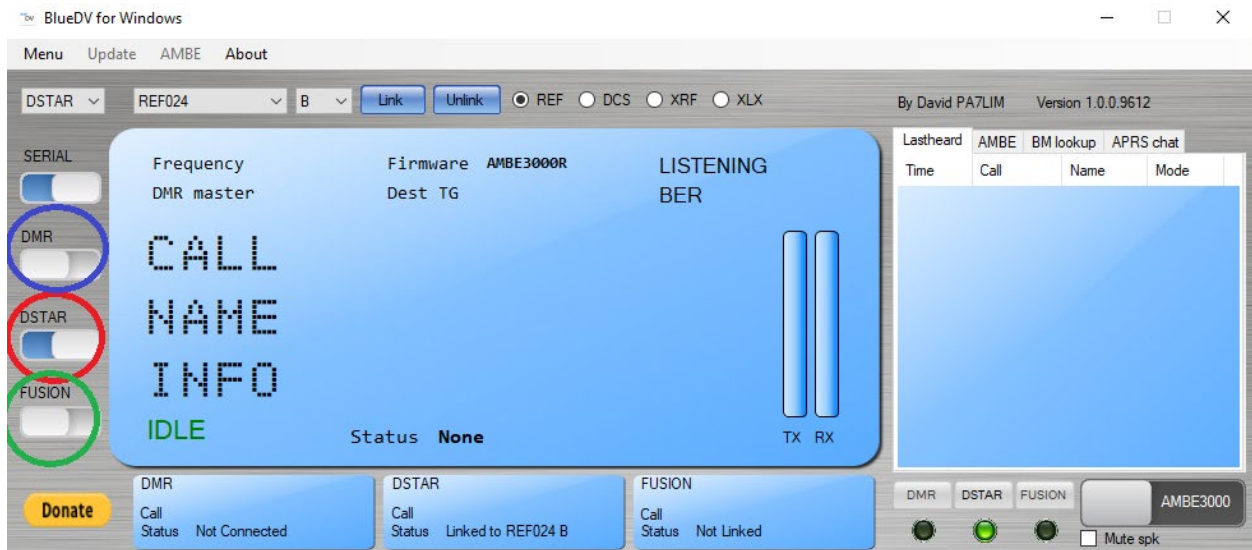 BlueDV for Windows
Menu Update AMBE About
DSTAR REF024 B Link Unlink REF DCS XRF XLX By David PA7LIM Version 1.0.0.9612
SERIAL
DMR
DSTAR
FUSION
Donate
Frequency Firmware AMBE3000R LISTENING
DMR master Dest TG BER
CALL
NAME
INFO
IDLE Status None TX RX
Lastheard AMBE BM lookup APRS chat
Time Call Name Mode
DMR
Call
Status Not Connected
DSTAR
Call
Status Linked to REF024 B
FUSION
Call
Status Not Linked
DMR DSTAR FUSION AMBE3000
Mute spk